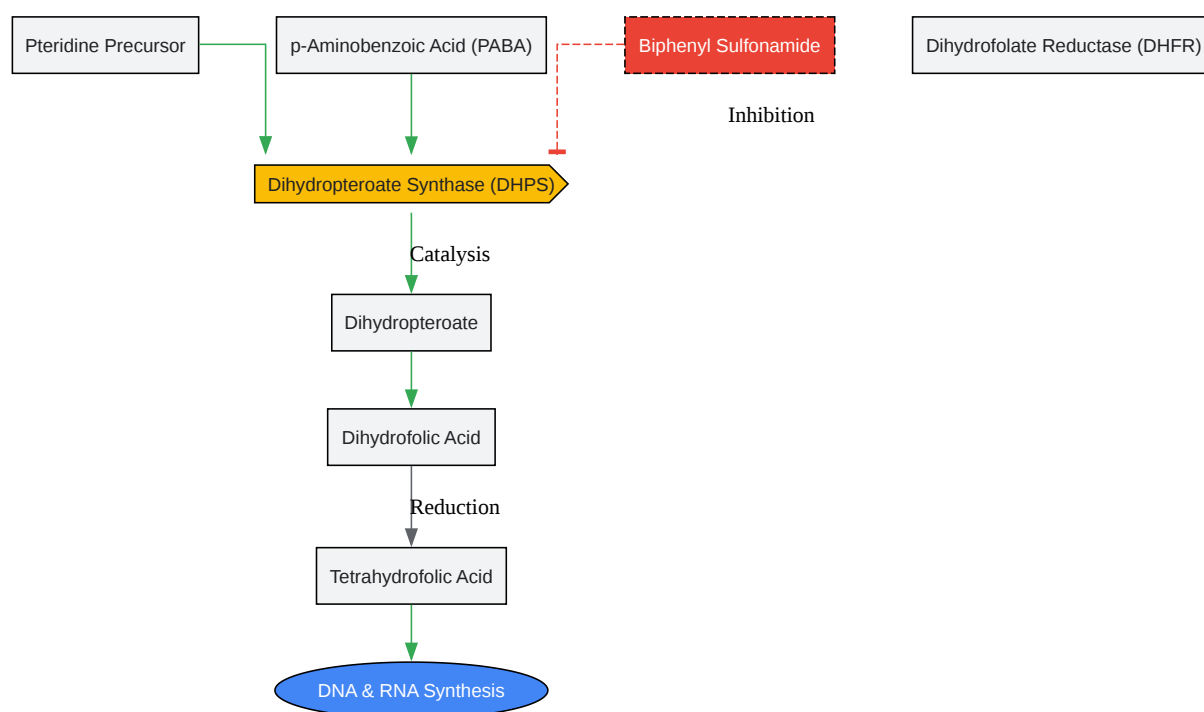 Pteridine Precursor
p-Aminobenzoic Acid (PABA)
Biphenyl Sulfonamide
Dihydrofolate Reductase (DHFR)
Inhibition
Dihydropteroate Synthase (DHPS)
Catalysis
Dihydropteroate
Dihydrofolic Acid
Reduction
Tetrahydrofolic Acid
DNA & RNA Synthesis